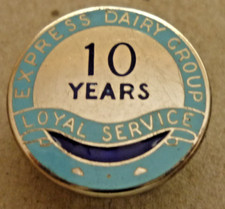 EXPRESS DAIRY GROUP
10
YEARS
LOYAL SERVICE